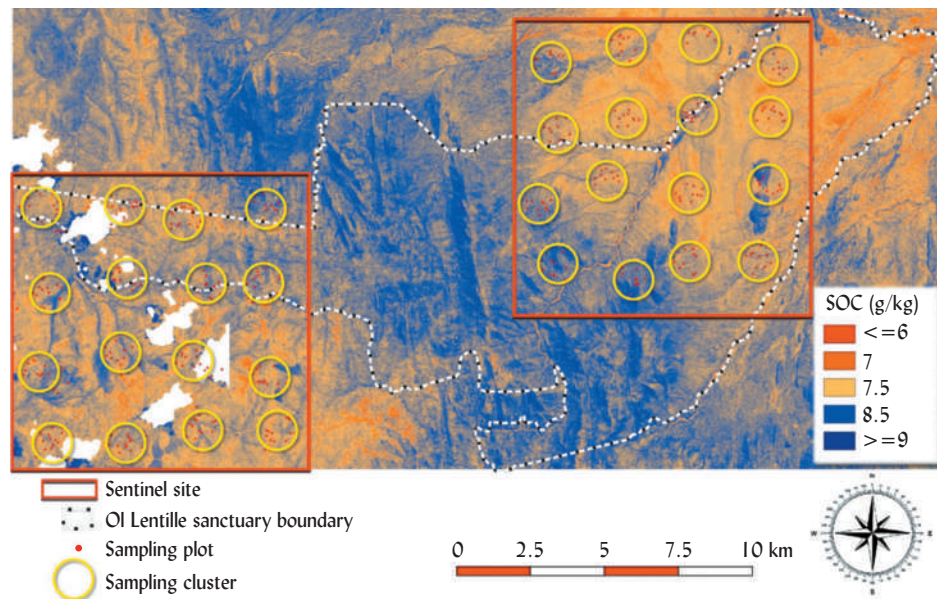 SOC (g/kg)
<=6
7
7.5
8.5
>=9
Sentinel site
Ol Lentille sanctuary boundary
Sampling plot
Sampling cluster
0 2.5 5 7.5 10 km
W E
S